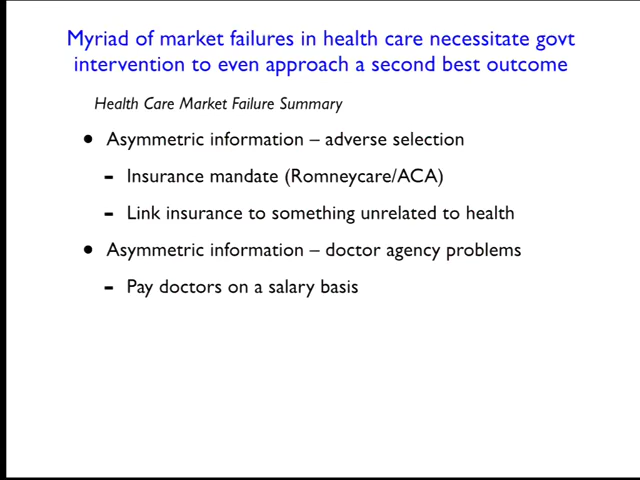 Myriad of market failures in health care necessitate govt
intervention to even approach a second best outcome
Health Care Market Failure Summary
• Asymmetric information – adverse selection
- Insurance mandate (Romneycare/ACA)
- Link insurance to something unrelated to health
• Asymmetric information – doctor agency problems
- Pay doctors on a salary basis